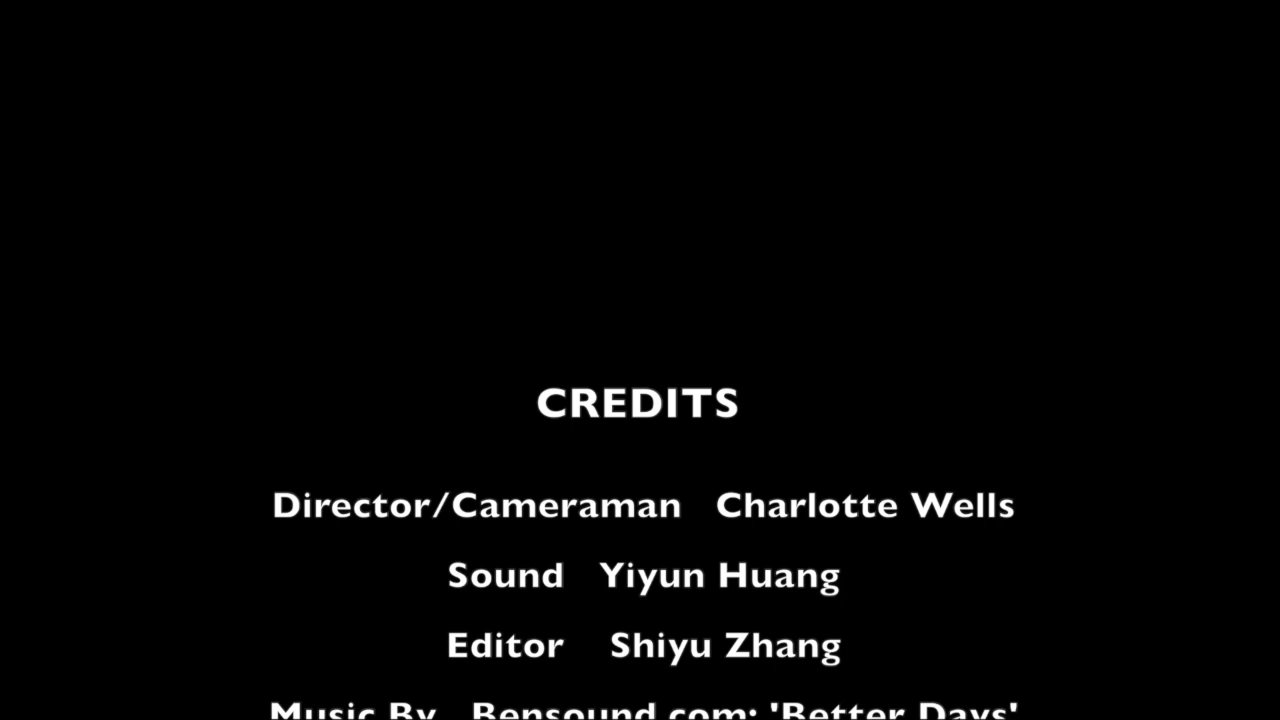 CREDITS
Director/Cameraman Charlotte Wells
Sound Yiyun Huang
Editor Shiyu Zhang
Music By Bensound.com: 'Better Days'